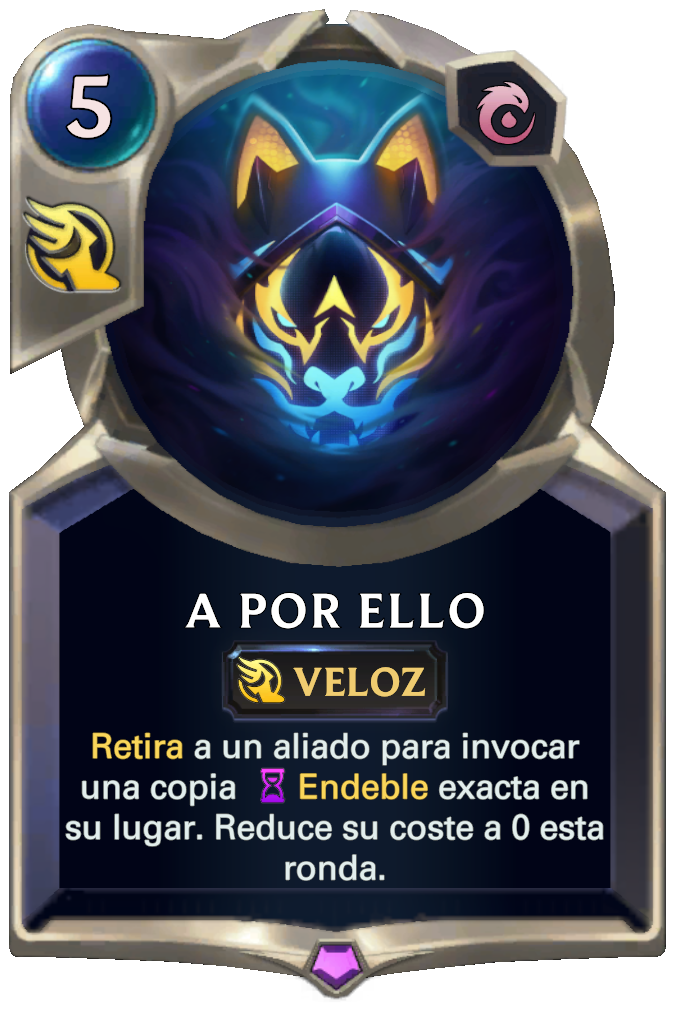 5
A POR ELLO
VELOZ
Retira a un aliado para invocar
una copia Endeble exacta en
su lugar. Reduce su coste a 0 esta
ronda.